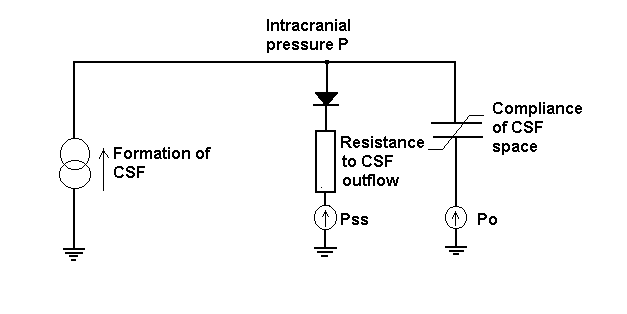 Intracranial
pressure P
Compliance
of CSF
space
Resistance
to CSF
outflow
Formation of
CSF
Pss
Po